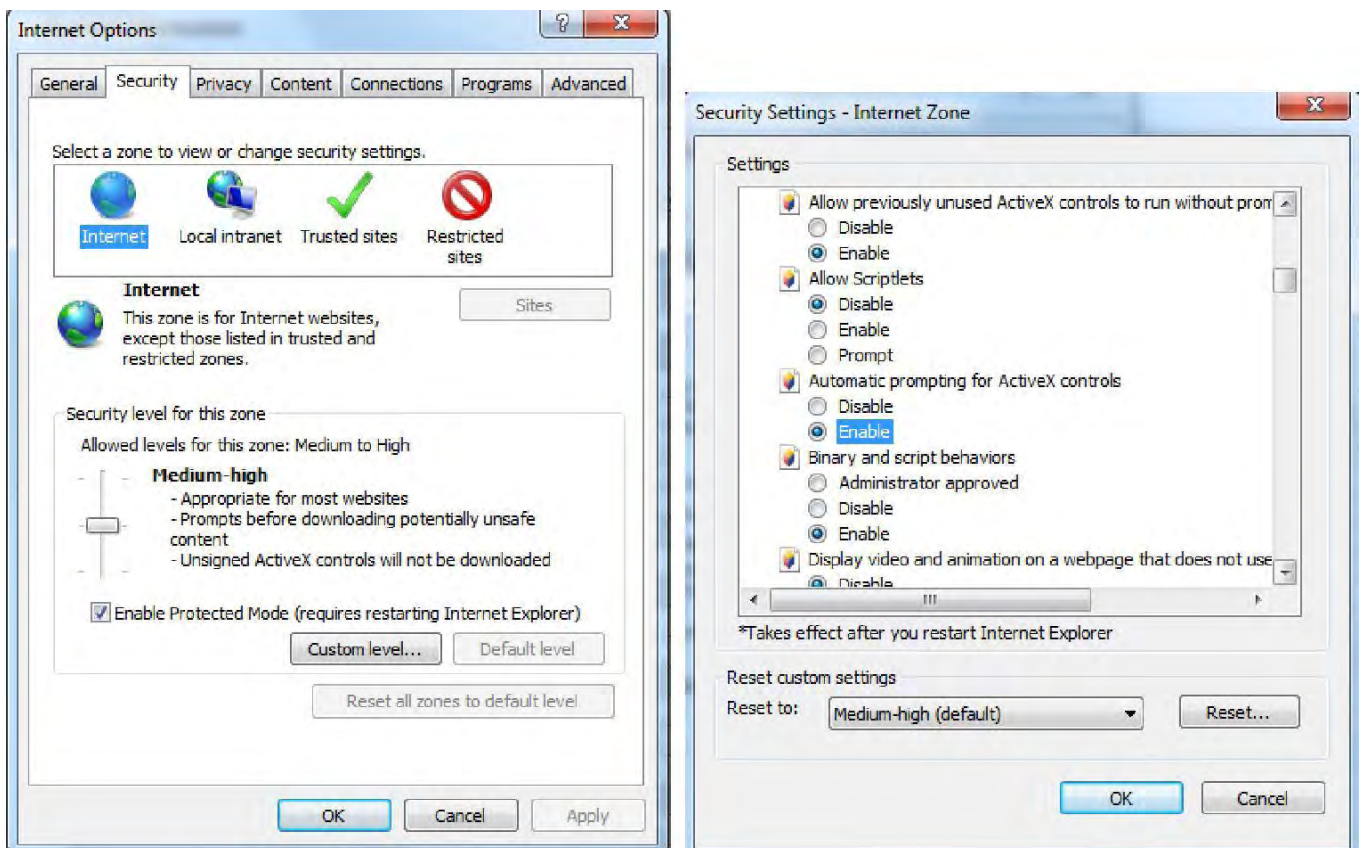 Internet Options
General Security Privacy Content Connections Programs Advanced
Select a zone to view or change security settings.
Internet Local intranet Trusted sites Restricted sites
Internet
Sites
This zone is for Internet websites,
except those listed in trusted and
restricted zones.
Security level for this zone
Allowed levels for this zone: Medium to High
Medium-high
- Appropriate for most websites
- Prompts before downloading potentially unsafe
content
- Unsigned ActiveX controls will not be downloaded
Enable Protected Mode (requires restarting Internet Explorer)
Custom level... Default level
Reset all zones to default level
OK Cancel Apply
Security Settings - Internet Zone
Settings
Allow previously unused ActiveX controls to run without prom
Disable
Enable
Allow Scriptlets
Disable
Enable
Prompt
Automatic prompting for ActiveX controls
Disable
Enable
Binary and script behaviors
Administrator approved
Disable
Enable
Display video and animation on a webpage that does not use
Disable
*Takes effect after you restart Internet Explorer
Reset custom settings
Reset to: Medium-high (default) Reset...
OK Cancel